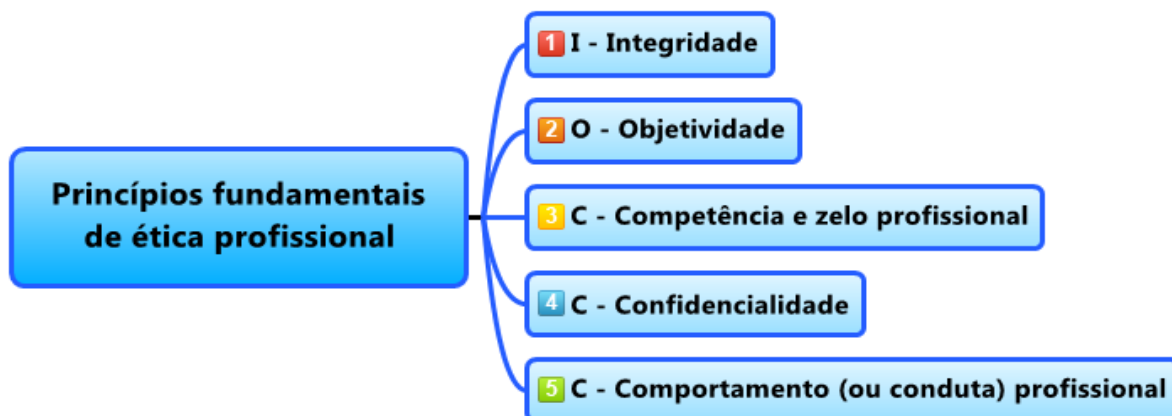 Princípios fundamentais
de ética profissional
1 I - Integridade
2 O - Objetividade
3 C - Competência e zelo profissional
4 C - Confidencialidade
5 C - Comportamento (ou conduta) profissional